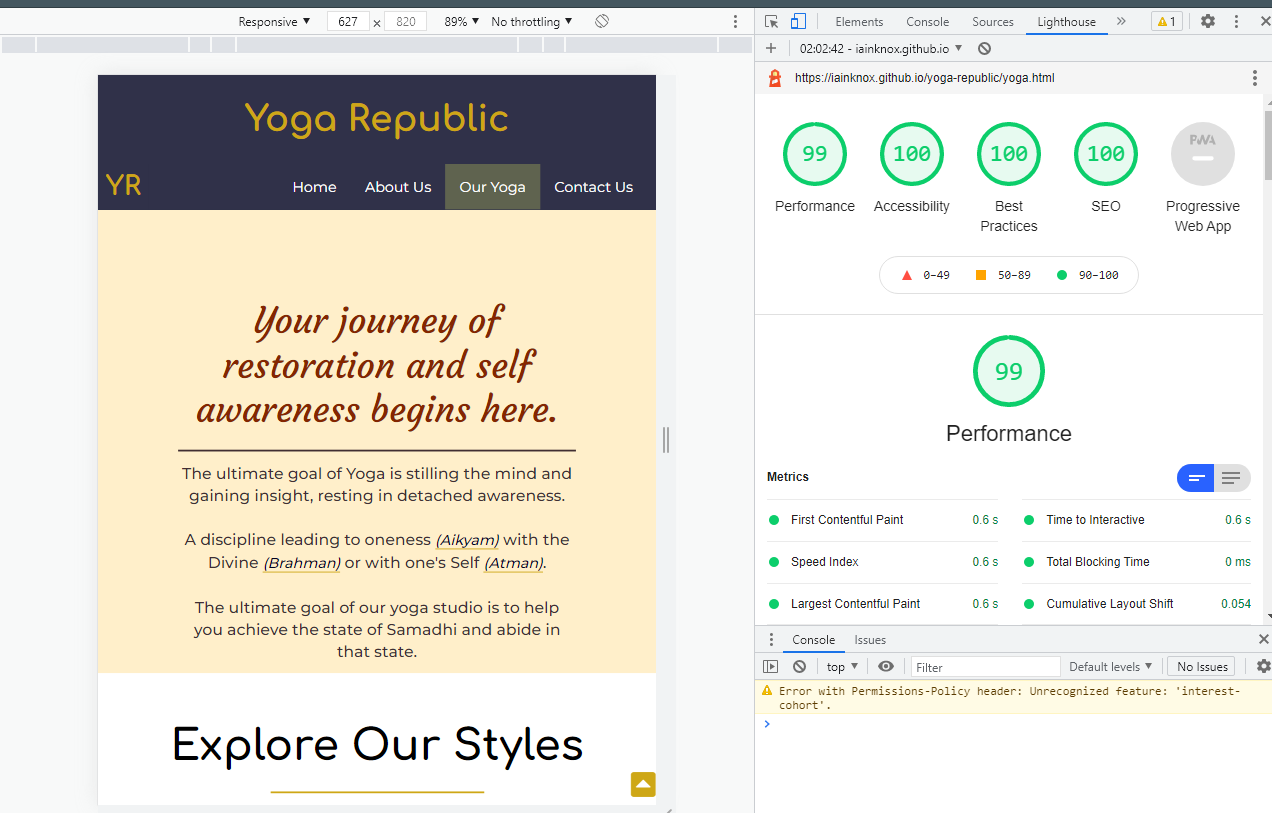 Responsive ▼ 627 × 820 89% ▼ No throttling ▼
Elements Console Sources Lighthouse » 1
02:02:42 - iainknox.github.io ▼
https://iainknox.github.io/yoga-republic/yoga.html
Yoga Republic
YR Home About Us Our Yoga Contact Us
Your journey of
restoration and self
awareness begins here.
The ultimate goal of Yoga is stilling the mind and
gaining insight, resting in detached awareness.
A discipline leading to oneness (Aikyam) with the
Divine (Brahman) or with one's Self (Atman).
The ultimate goal of our yoga studio is to help
you achieve the state of Samadhi and abide in
that state.
Explore Our Styles
99 100 100 100 PWA
Performance Accessibility Best Practices SEO Progressive Web App
0–49 50–89 90–100
99
Performance
Metrics
First Contentful Paint 0.6 s Time to Interactive 0.6 s
Speed Index 0.6 s Total Blocking Time 0 ms
Largest Contentful Paint 0.6 s Cumulative Layout Shift 0.054
Console Issues
top ▼ Filter Default levels ▼ No Issues
Error with Permissions-Policy header: Unrecognized feature: 'interest-
cohort'.